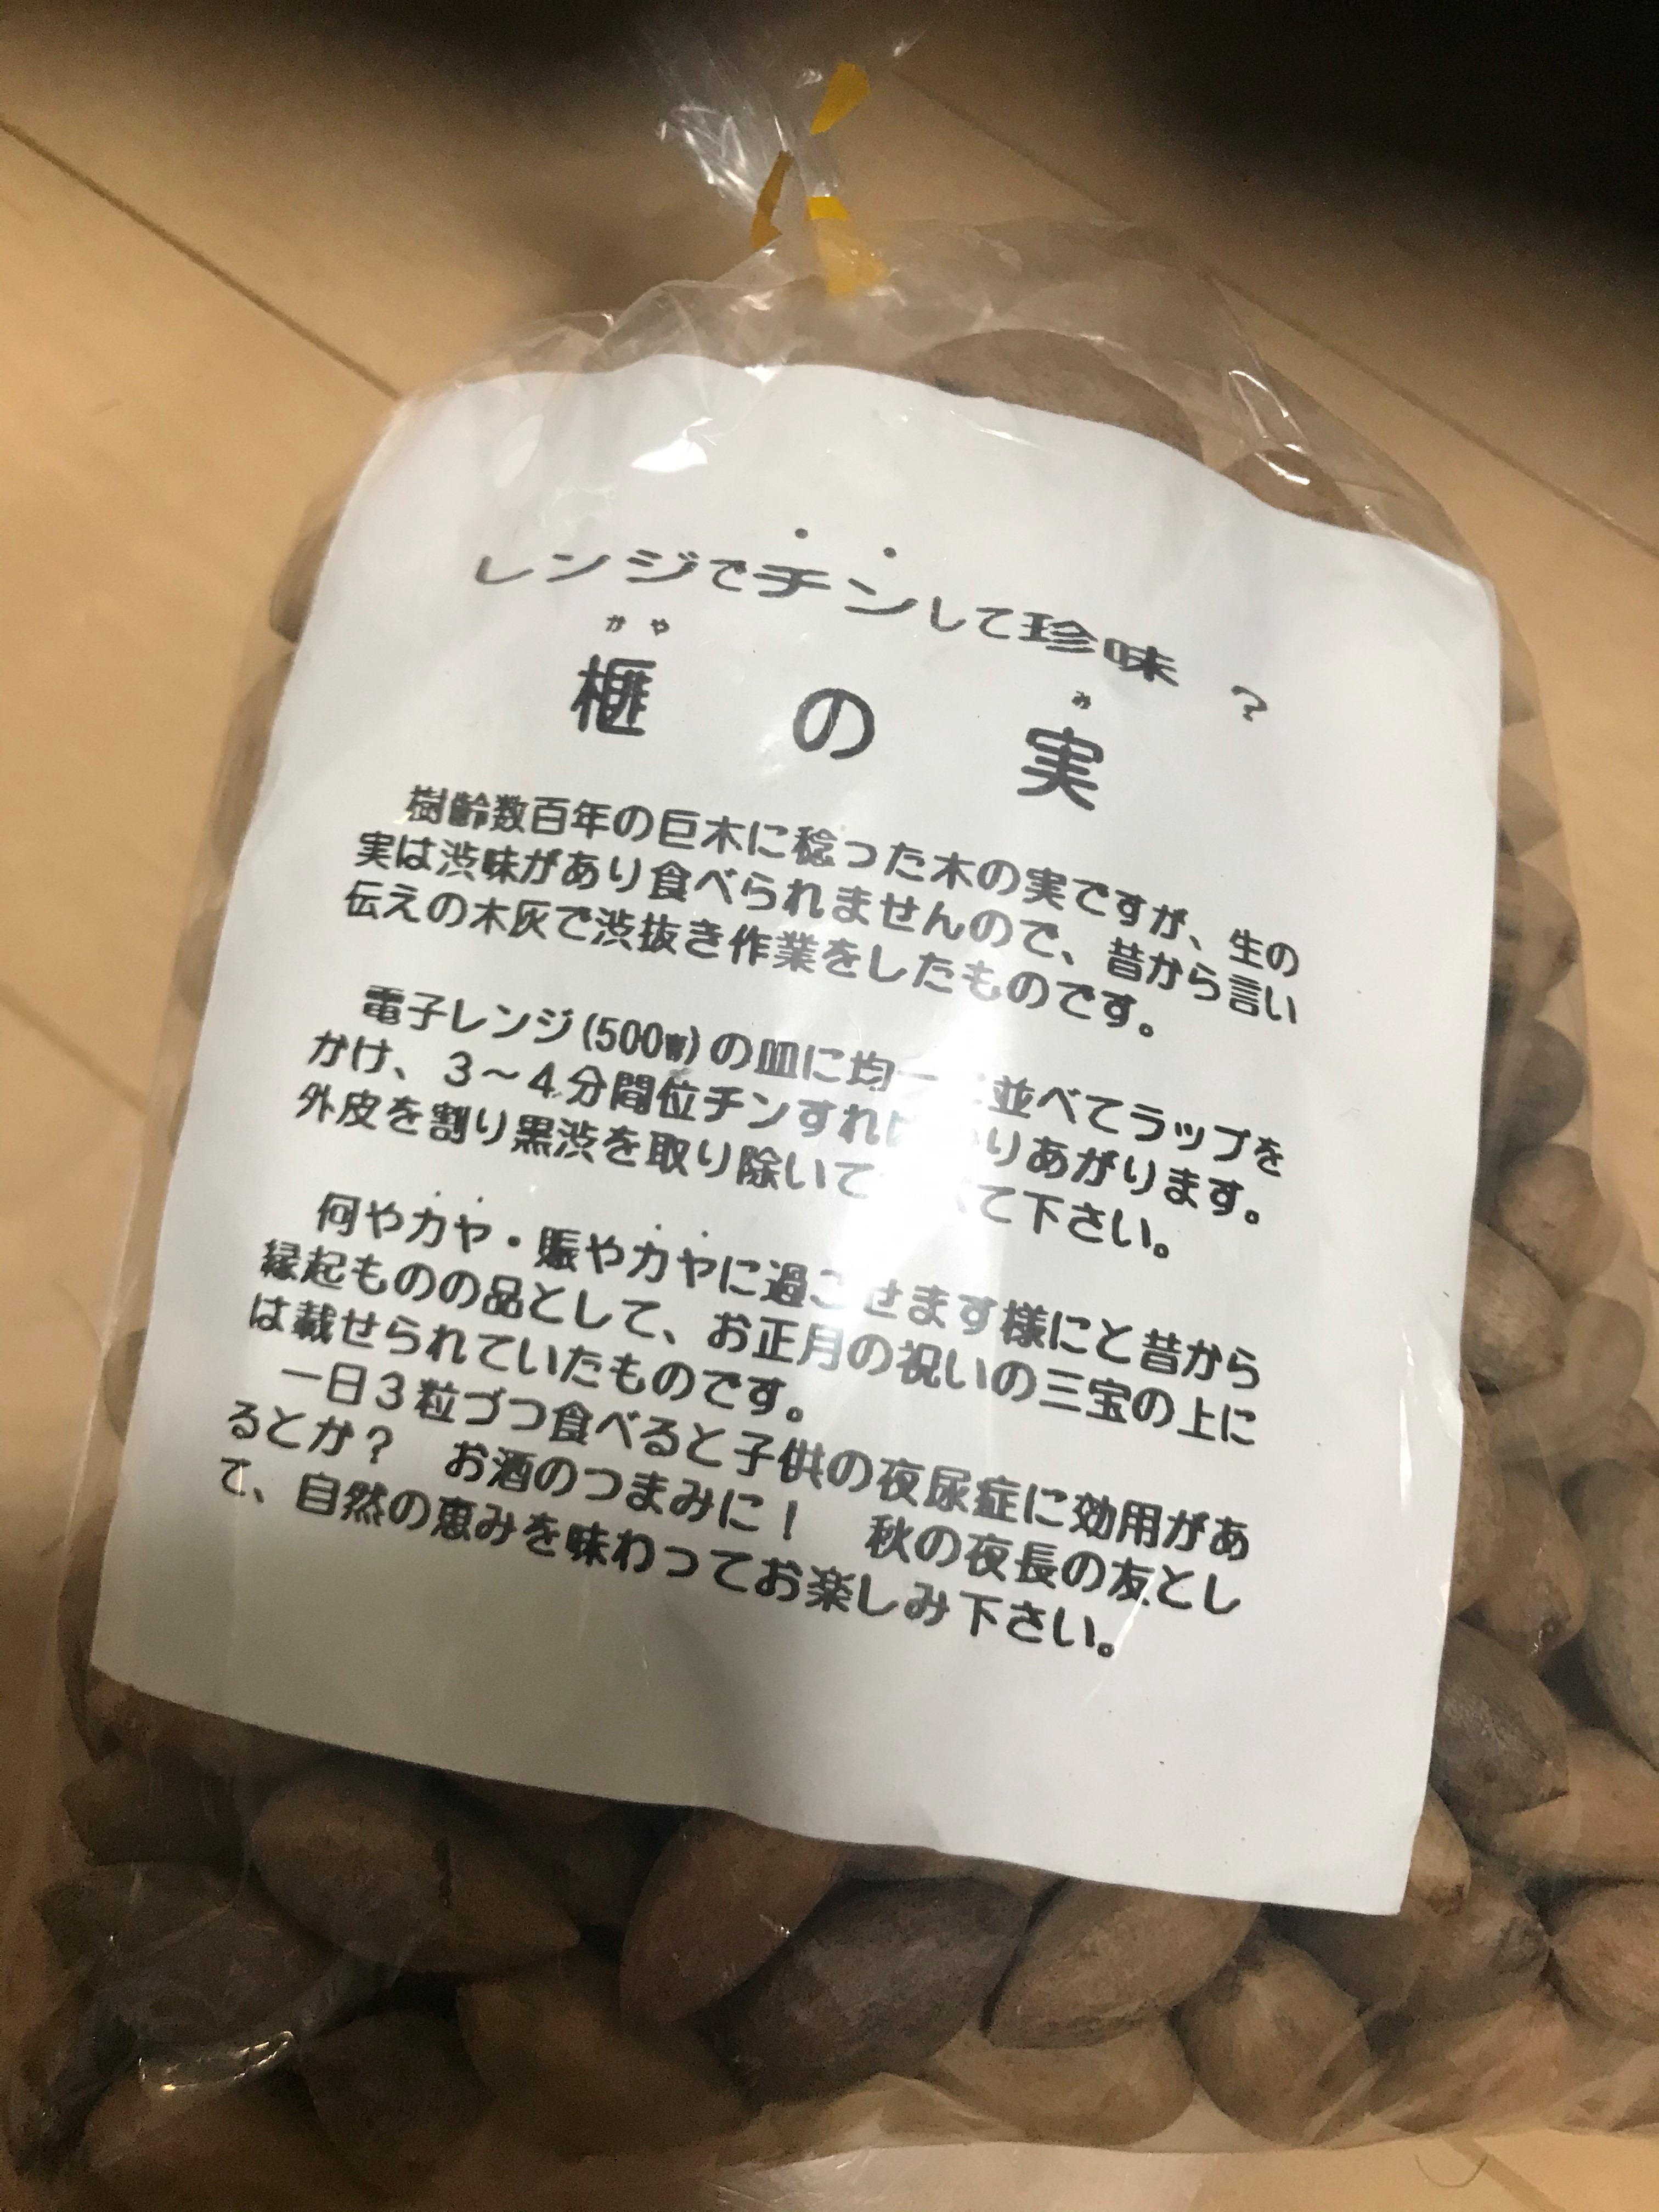 レンジでチンして珍味　？
かや　み
榧　の　実
樹齢数百年の巨木に稔った木の実ですが、生の
実は渋味があり食べられませんので、昔から言い
伝えの木灰で渋抜き作業をしたものです。
電子レンジ(500W)の皿に均一 並べてラップを
かけ、３～４分間位チンすれ りあがります。
外皮を割り黒渋を取り除いて て下さい。
何やカヤ・賑やカヤに過ごせます様にと昔から
縁起ものの品として、お正月の祝いの三宝の上に
は載せられていたものです。
一日３粒づつ食べると子供の夜尿症に効用があ
るとか？　お酒のつまみに！　秋の夜長の友とし
て、自然の恵みを味わってお楽しみ下さい。